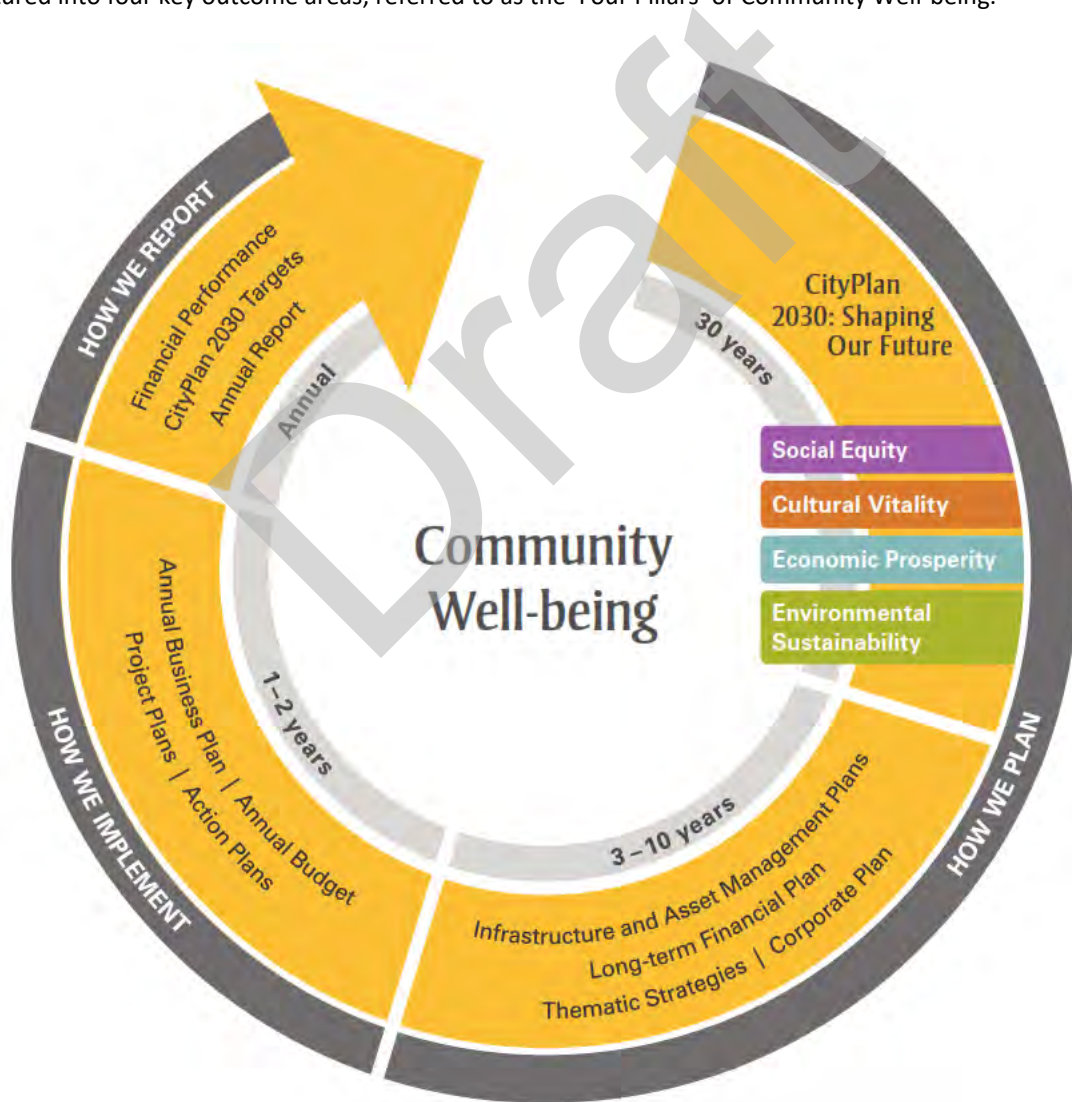 tured into four key outcome areas, referred to as the 'Four Pillars' of Community Well-being:
Draft
HOW WE PLAN
30 years
CityPlan
2030: Shaping
Our Future
Social Equity
Cultural Vitality
Economic Prosperity
Environmental
Sustainability
3–10 years
Infrastructure and Asset Management Plans
Long-term Financial Plan
Thematic Strategies | Corporate Plan
HOW WE IMPLEMENT
1–2 years
Annual Business Plan | Annual Budget
Project Plans | Action Plans
HOW WE REPORT
Annual
Financial Performance
CityPlan 2030 Targets
Annual Report
Community
Well-being